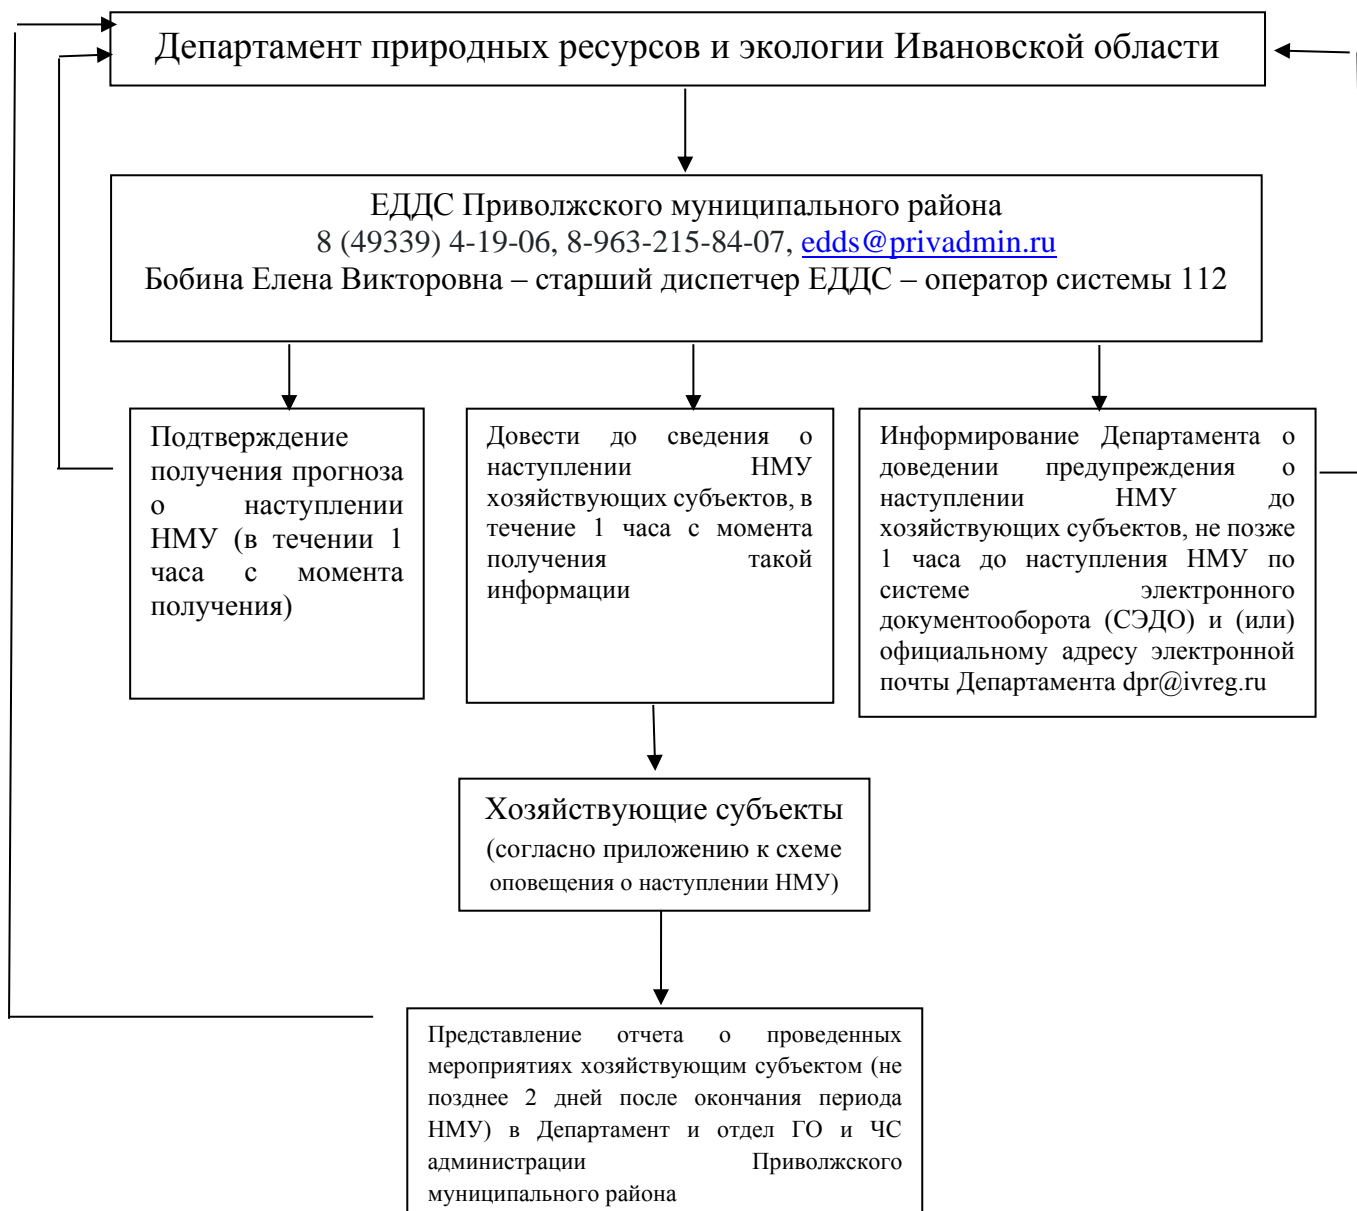 Департамент природных ресурсов и экологии Ивановской области
ЕДДС Приволжского муниципального района
8 (49339) 4-19-06, 8-963-215-84-07, edds@privadmin.ru
Бобина Елена Викторовна – старший диспетчер ЕДДС – оператор системы 112
Подтверждение
получения прогноза
о наступлении
НМУ (в течении 1
часа с момента
получения)
Довести до сведения о
наступлении НМУ
хозяйствующих субъектов, в
течение 1 часа с момента
получения такой
информации
Информирование Департамента о
доведении предупреждения о
наступлении НМУ до
хозяйствующих субъектов, не позже
1 часа до наступления НМУ по
системе электронного
документооборота (СЭДО) и (или)
официальному адресу электронной
почты Департамента dpr@ivreg.ru
Хозяйствующие субъекты
(согласно приложению к схеме
оповещения о наступлении НМУ)
Представление отчета о проведенных
мероприятиях хозяйствующим субъектом (не
позднее 2 дней после окончания периода
НМУ) в Департамент и отдел ГО и ЧС
администрации Приволжского
муниципального района